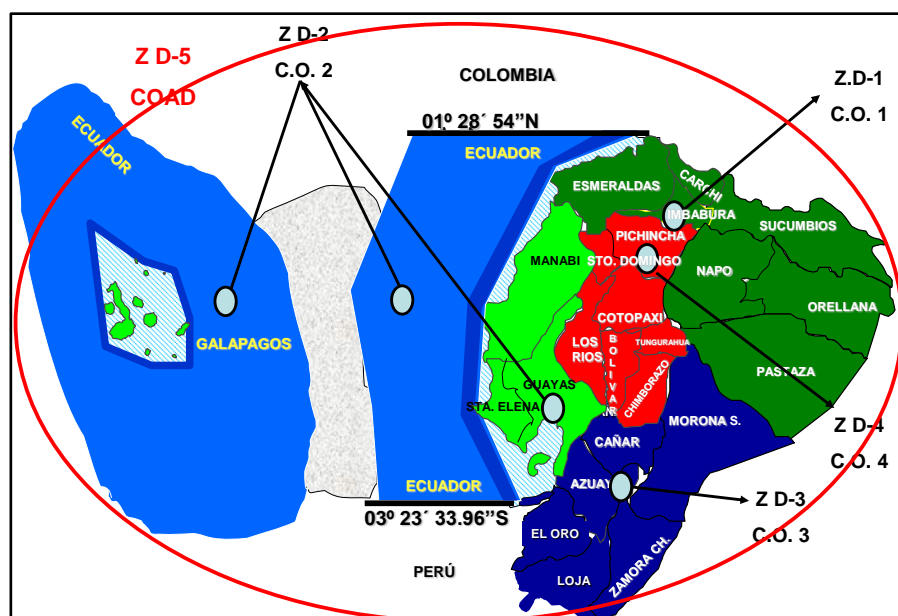 Z D-5
COAD
Z D-2
C.O. 2
COLOMBIA
Z.D-1
C.O. 1
01º 28´ 54”N
ECUADOR
ECUADOR
ESMERALDAS
CARCHI
IMBABURA
SUCUMBIOS
PICHINCHA
MANABI
STO. DOMINGO
NAPO
ORELLANA
GALAPAGOS
COTOPAXI
LOS
RIOS
BOLIVAR
TUNGURAHUA
CHIMBORAZO
PASTAZA
GUAYAS
STA. ELENA
MORONA S.
CAÑAR
Z D-4
C.O. 4
ECUADOR
AZUAY
03º 23´ 33.96”S
Z D-3
C.O. 3
EL ORO
PERÚ
LOJA
ZAMORA CH.